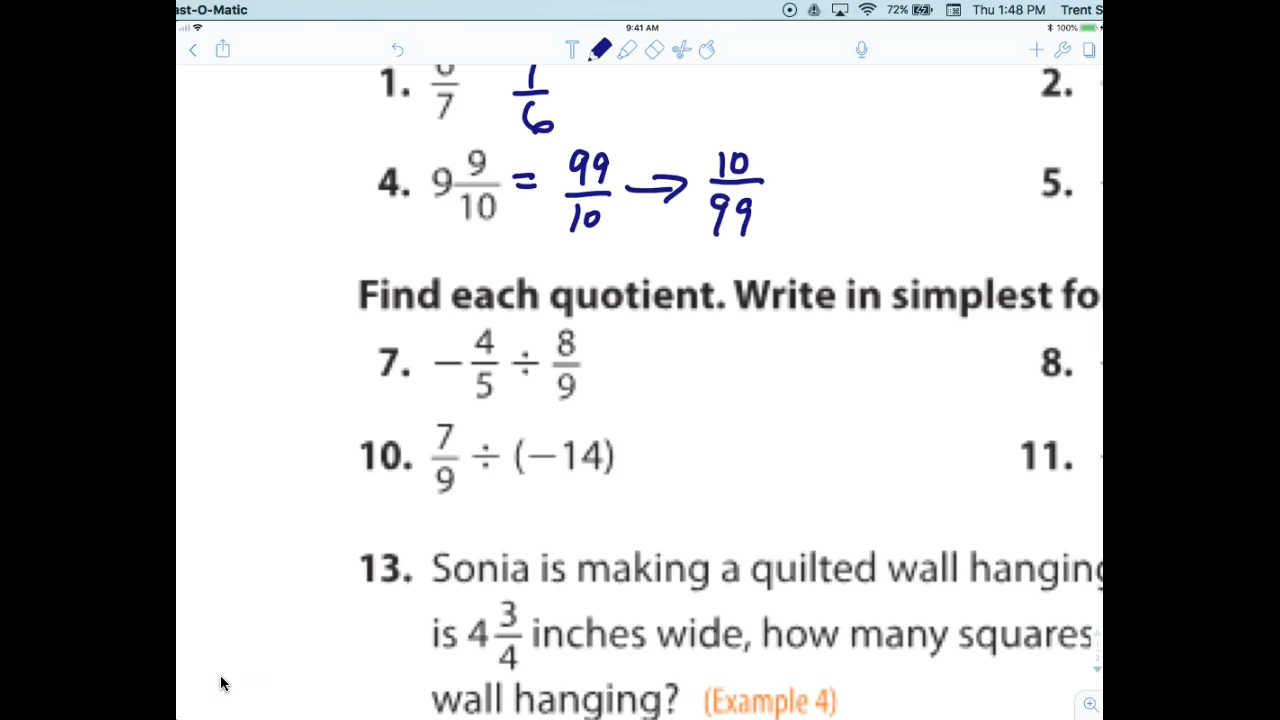 ast-O-Matic 72% Thu 1:48 PM Trent S
9:41 AM 100%
T
1. 6/7 7/6
2.
4. 9 9/10 = 99/10 → 10/99
5.
Find each quotient. Write in simplest fo
7. −4/5 ÷ 8/9
8.
10. 7/9 ÷ (−14)
11.
13. Sonia is making a quilted wall hanging
is 4 3/4 inches wide, how many squares
wall hanging? (Example 4)